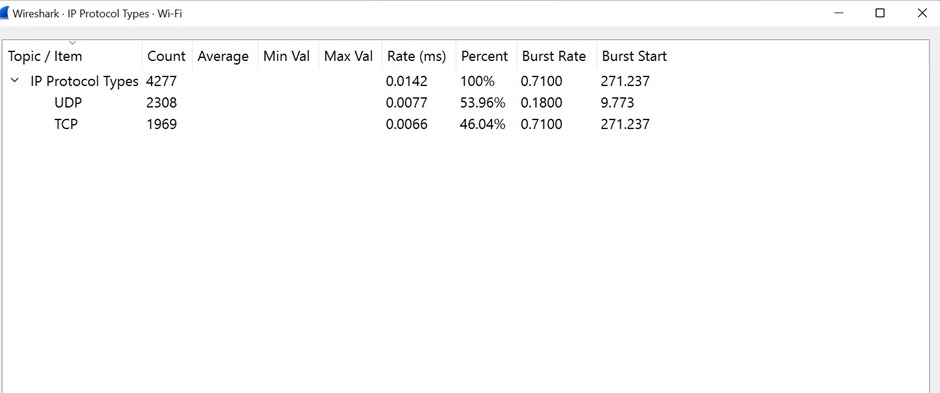 Wireshark · IP Protocol Types · Wi-Fi
Topic / Item Count Average Min Val Max Val Rate (ms) Percent Burst Rate Burst Start
IP Protocol Types 4277 0.0142 100% 0.7100 271.237
UDP 2308 0.0077 53.96% 0.1800 9.773
TCP 1969 0.0066 46.04% 0.7100 271.237